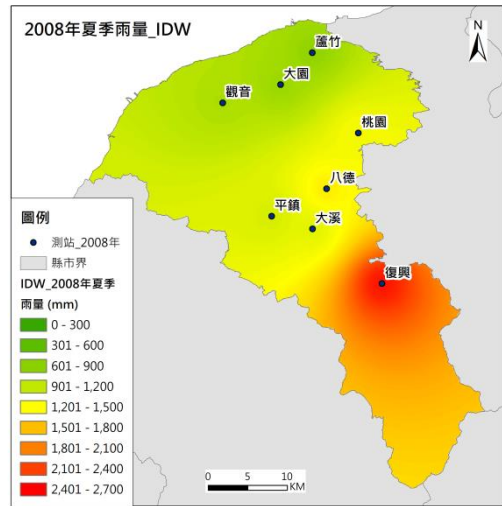 2008年夏季雨量_IDW
N
蘆竹
大園
觀音
桃園
八德
平鎮
大溪
復興
圖例
測站_2008年
縣市界
IDW_2008年夏季
雨量 (mm)
0 - 300
301 - 600
601 - 900
901 - 1,200
1,201 - 1,500
1,501 - 1,800
1,801 - 2,100
2,101 - 2,400
2,401 - 2,700
0 5 10
KM